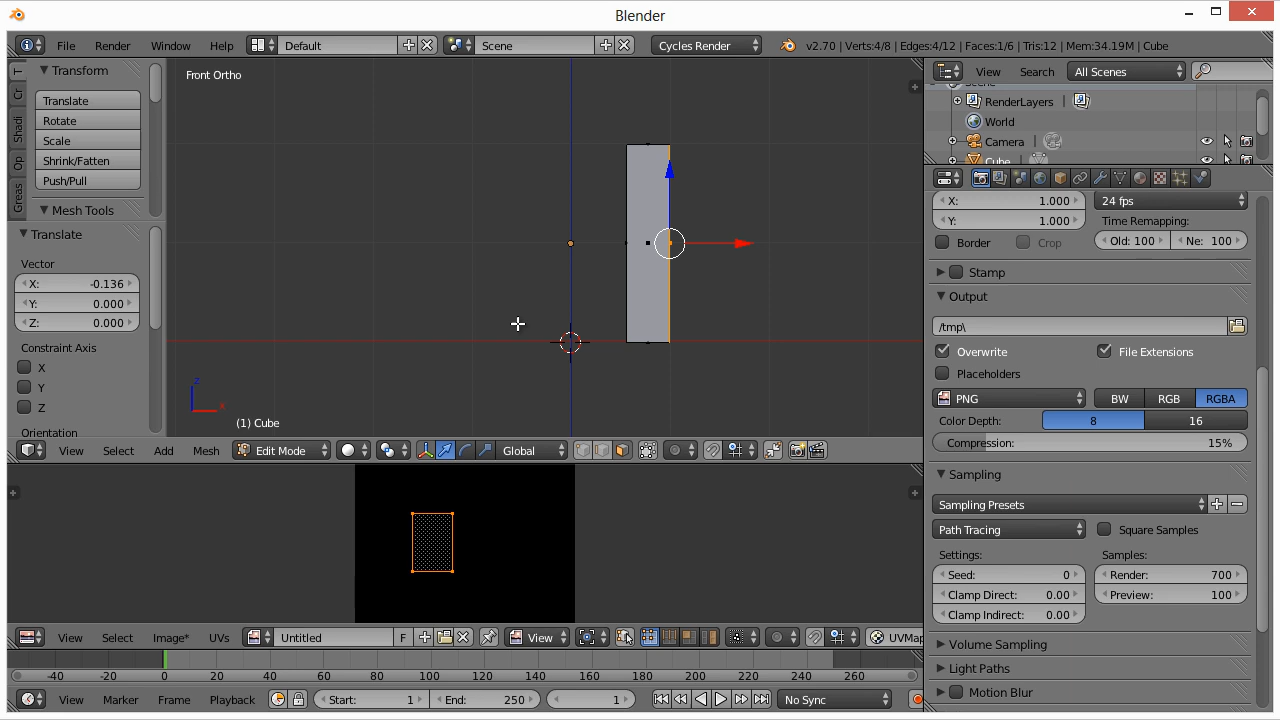 Blender
File Render Window Help Default Scene Cycles Render v2.70 | Verts:4/8 | Edges:4/12 | Faces:1/6 | Tris:12 | Mem:34.19M | Cube
T
Cr
Shadi
Op
Greas
Transform
Translate
Rotate
Scale
Shrink/Fatten
Push/Pull
Mesh Tools
Translate
Vector
X: -0.136
Y: 0.000
Z: 0.000
Constraint Axis
X
Y
Z
Orientation
Front Ortho
z
x
(1) Cube
View Select Add Mesh Edit Mode Global
View Select Image* UVs Untitled F View UVMap
-40 -20 0 20 40 60 80 100 120 140 160 180 200 220 240 260
View Marker Frame Playback Start: 1 End: 250 1 No Sync
View Search All Scenes
Scene
RenderLayers
World
Camera
Cube
X: 1.000 24 fps
Y: 1.000 Time Remapping:
Border Crop Old: 100 Ne: 100
Stamp
Output
/tmp\
Overwrite File Extensions
Placeholders
PNG BW RGB RGBA
Color Depth: 8 16
Compression: 15%
Sampling
Sampling Presets
Path Tracing Square Samples
Settings: Samples:
Seed: 0 Render: 700
Clamp Direct: 0.00 Preview: 100
Clamp Indirect: 0.00
Volume Sampling
Light Paths
Motion Blur